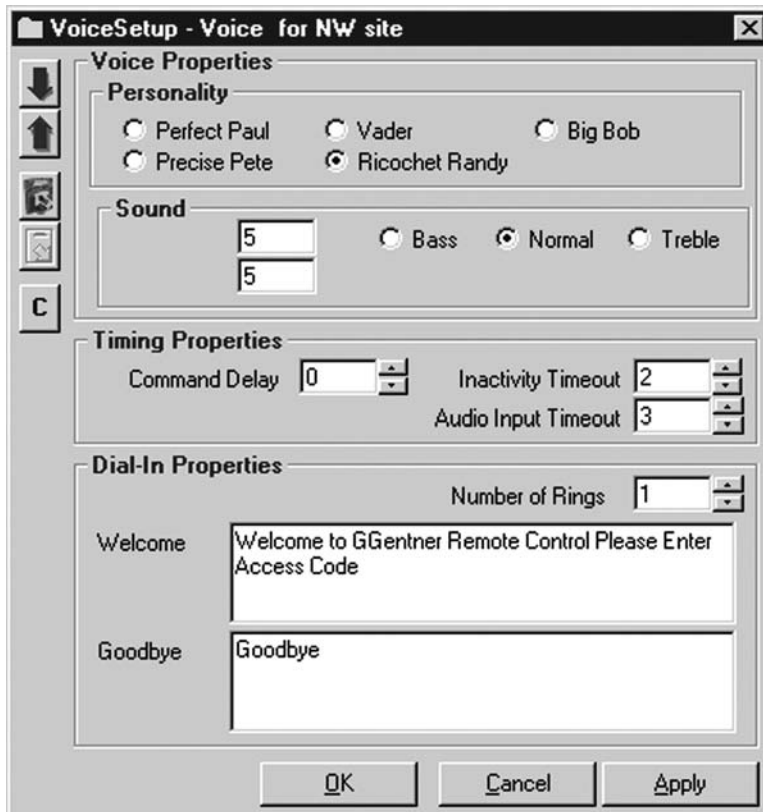 VoiceSetup - Voice for NW site
Voice Properties
Personality
Perfect Paul
Vader
Big Bob
Precise Pete
Ricochet Randy
Sound
5
Bass
Normal
Treble
5
C
Timing Properties
Command Delay
0
Inactivity Timeout
2
Audio Input Timeout
3
Dial-In Properties
Number of Rings
1
Welcome
Welcome to GGentner Remote Control Please Enter
Access Code
Goodbye
Goodbye
OK
Cancel
Apply